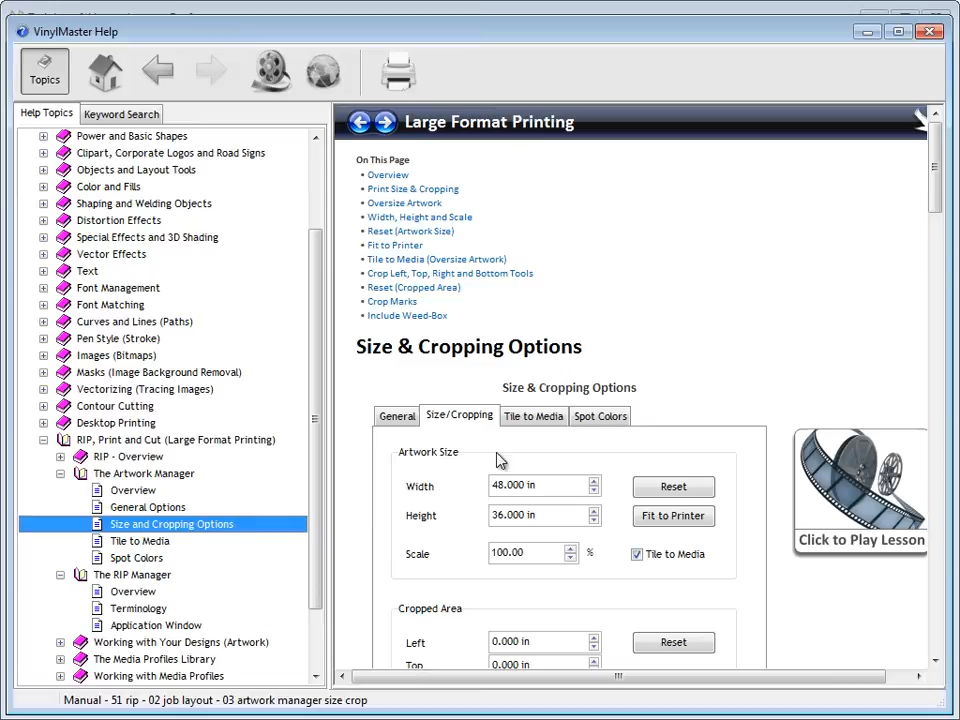 VinylMaster Help
Topics
Help Topics
Keyword Search
Power and Basic Shapes
Clipart, Corporate Logos and Road Signs
Objects and Layout Tools
Color and Fills
Shaping and Welding Objects
Distortion Effects
Special Effects and 3D Shading
Vector Effects
Text
Font Management
Font Matching
Curves and Lines (Paths)
Pen Style (Stroke)
Images (Bitmaps)
Masks (Image Background Removal)
Vectorizing (Tracing Images)
Contour Cutting
Desktop Printing
RIP, Print and Cut (Large Format Printing)
RIP - Overview
The Artwork Manager
Overview
General Options
Size and Cropping Options
Tile to Media
Spot Colors
The RIP Manager
Overview
Terminology
Application Window
Working with Your Designs (Artwork)
The Media Profiles Library
Working with Media Profiles
Large Format Printing
On This Page
• Overview
• Print Size & Cropping
• Oversize Artwork
• Width, Height and Scale
• Reset (Artwork Size)
• Fit to Printer
• Tile to Media (Oversize Artwork)
• Crop Left, Top, Right and Bottom Tools
• Reset (Cropped Area)
• Crop Marks
• Include Weed-Box
Size & Cropping Options
Size & Cropping Options
General Size/Cropping Tile to Media Spot Colors
Artwork Size
Width 48.000 in Reset
Height 36.000 in Fit to Printer
Scale 100.00 % Tile to Media
Cropped Area
Left 0.000 in Reset
Top 0.000 in
Click to Play Lesson
Manual - 51 rip - 02 job layout - 03 artwork manager size crop